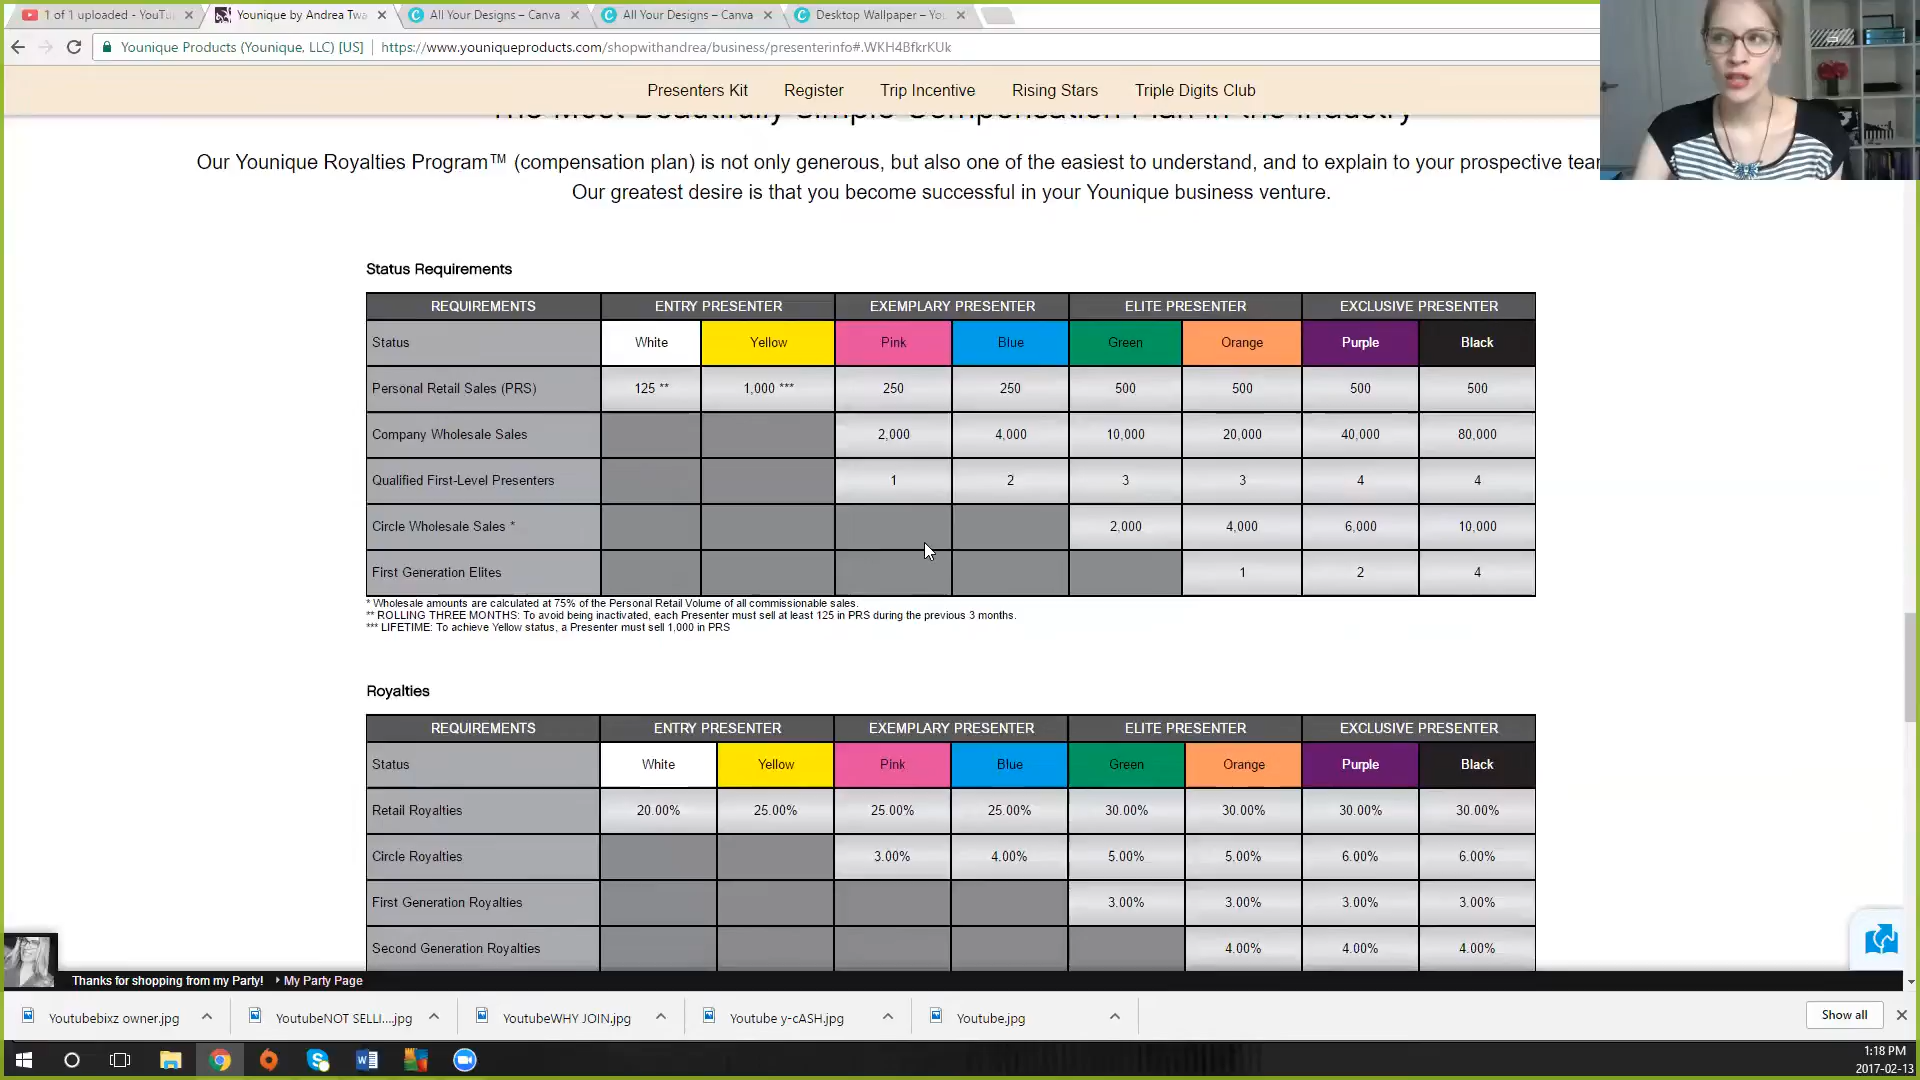 1 of 1 uploaded - YouTu
Younique by Andrea Twa
All Your Designs – Canva
All Your Designs – Canva
Desktop Wallpaper – Yo
Younique Products (Younique, LLC) [US]
https://www.youniqueproducts.com/shopwithandrea/business/presenterinfo#.WKH4BfkrKUk
Presenters Kit Register Trip Incentive Rising Stars Triple Digits Club
The Most Beautifully Simple Compensation Plan in the Industry
Our Younique Royalties Program™ (compensation plan) is not only generous, but also one of the easiest to understand, and to explain to your prospective tea
Our greatest desire is that you become successful in your Younique business venture.
Status Requirements
REQUIREMENTS ENTRY PRESENTER EXEMPLARY PRESENTER ELITE PRESENTER EXCLUSIVE PRESENTER
Status White Yellow Pink Blue Green Orange Purple Black
Personal Retail Sales (PRS) 125 ** 1,000 *** 250 250 500 500 500 500
Company Wholesale Sales 2,000 4,000 10,000 20,000 40,000 80,000
Qualified First-Level Presenters 1 2 3 3 4 4
Circle Wholesale Sales * 2,000 4,000 6,000 10,000
First Generation Elites 1 2 4
* Wholesale amounts are calculated at 75% of the Personal Retail Volume of all commissionable sales.
** ROLLING THREE MONTHS: To avoid being inactivated, each Presenter must sell at least 125 in PRS during the previous 3 months.
*** LIFETIME: To achieve Yellow status, a Presenter must sell 1,000 in PRS
Royalties
REQUIREMENTS ENTRY PRESENTER EXEMPLARY PRESENTER ELITE PRESENTER EXCLUSIVE PRESENTER
Status White Yellow Pink Blue Green Orange Purple Black
Retail Royalties 20.00% 25.00% 25.00% 25.00% 30.00% 30.00% 30.00% 30.00%
Circle Royalties 3.00% 4.00% 5.00% 5.00% 6.00% 6.00%
First Generation Royalties 3.00% 3.00% 3.00% 3.00%
Second Generation Royalties 4.00% 4.00% 4.00%
Thanks for shopping from my Party! My Party Page
Youtubebixz owner.jpg
YoutubeNOT SELLI....jpg
YoutubeWHY JOIN.jpg
Youtube y-cASH.jpg
Youtube.jpg
Show all
1:18 PM
2017-02-13